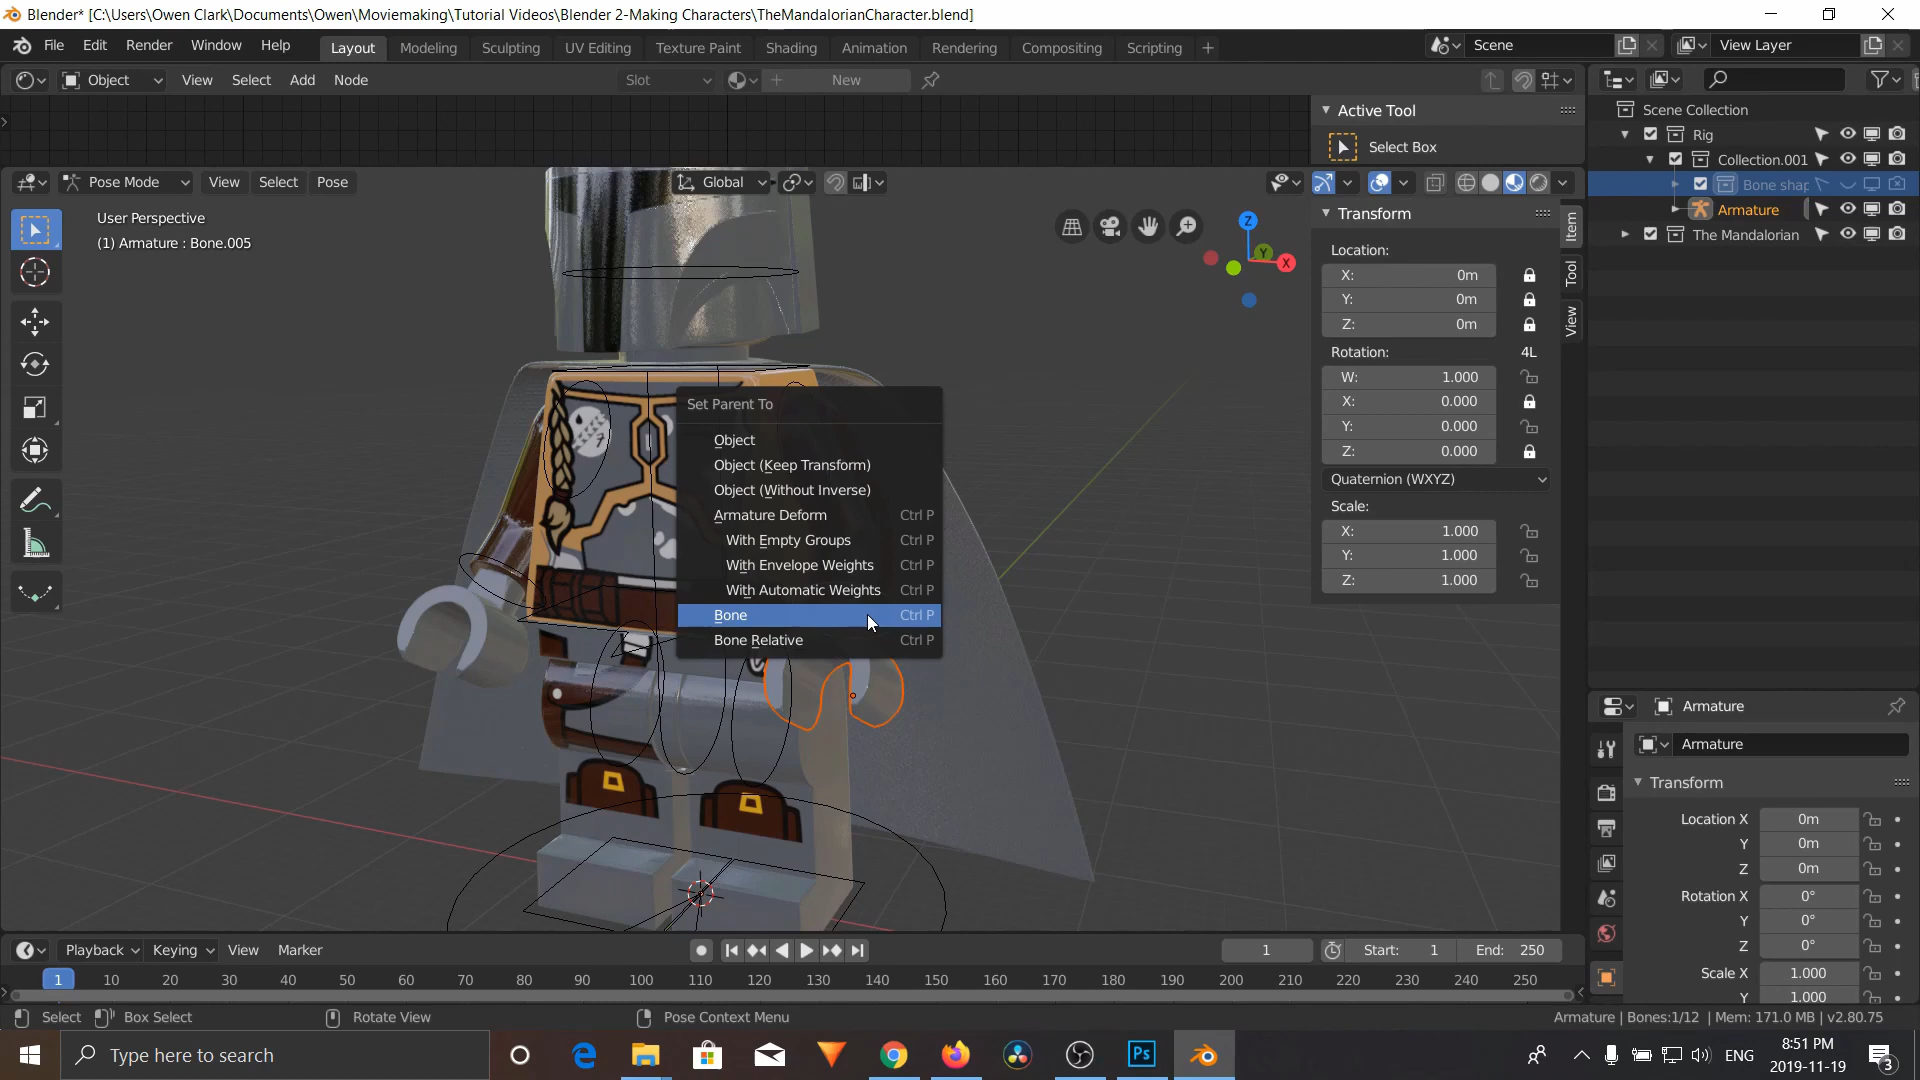 Blender* [C:\Users\Owen Clark\Documents\Owen\Moviemaking\Tutorial Videos\Blender 2-Making Characters\TheMandalorianCharacter.blend]
File Edit Render Window Help Layout Modeling Sculpting UV Editing Texture Paint Shading Animation Rendering Compositing Scripting + Scene View Layer
Object View Select Add Node Slot New
Active Tool
Select Box
Scene Collection
Rig
Collection.001
Bone shap
Armature
The Mandalorian
Pose Mode View Select Pose Global
User Perspective
(1) Armature : Bone.005
Z
Y
X
Transform
Location:
X: 0m
Y: 0m
Z: 0m
Rotation: 4L
W: 1.000
X: 0.000
Y: 0.000
Z: 0.000
Quaternion (WXYZ)
Scale:
X: 1.000
Y: 1.000
Z: 1.000
Item
Tool
View
Set Parent To
Object
Object (Keep Transform)
Object (Without Inverse)
Armature Deform Ctrl P
With Empty Groups Ctrl P
With Envelope Weights Ctrl P
With Automatic Weights Ctrl P
Bone Ctrl P
Bone Relative Ctrl P
Armature
Armature
Transform
Location X 0m
Y 0m
Z 0m
Rotation X 0°
Y 0°
Z 0°
Scale X 1.000
Y 1.000
Playback Keying View Marker 1 Start: 1 End: 250
1 10 20 30 40 50 60 70 80 90 100 110 120 130 140 150 160 170 180 190 200 210 220 230 240 250
Select Box Select Rotate View Pose Context Menu Armature | Bones:1/12 | Mem: 171.0 MB | v2.80.75
Type here to search Ps ENG 8:51 PM
2019-11-19 3